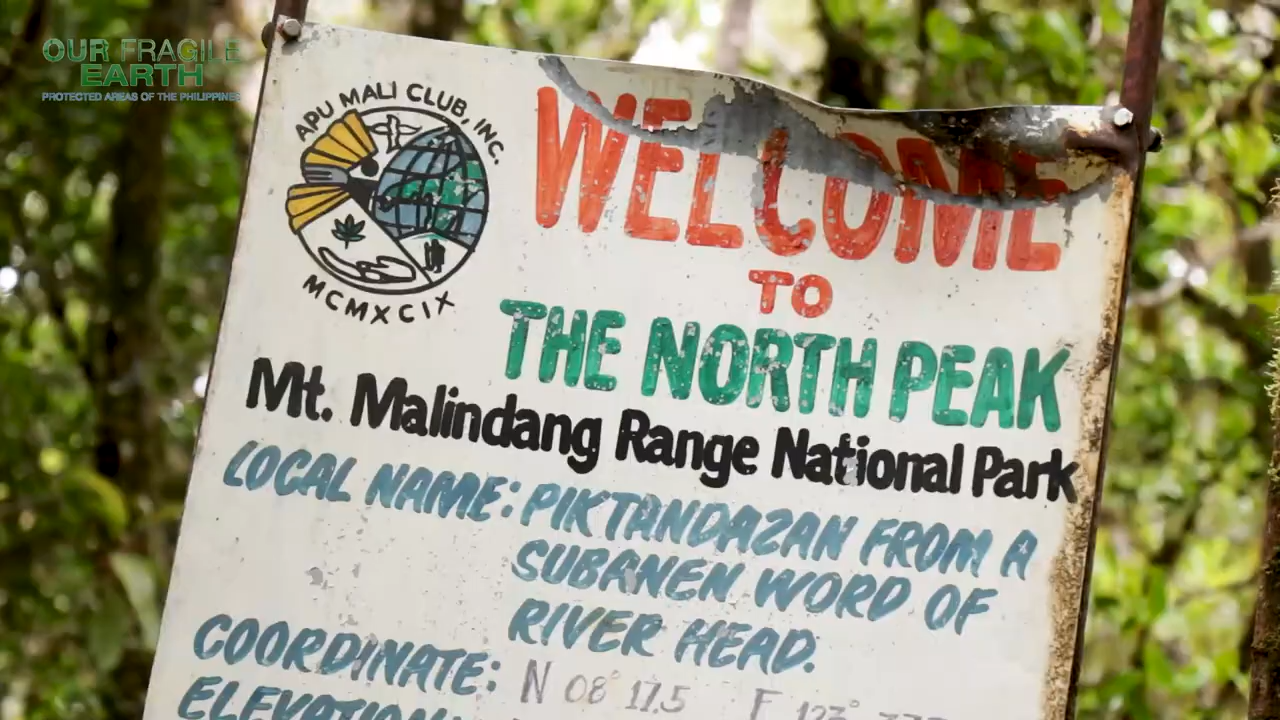 OUR FRAGILE
EARTH
PROTECTED AREAS OF THE PHILIPPINES
APU MALI CLUB, INC.
MCMXCIX
WELCOME
TO
THE NORTH PEAK
Mt. Malindang Range National Park
LOCAL NAME: PIKTANDAZAN FROM A
SUBANEN WORD OF
RIVER HEAD.
COORDINATE: N 08° 17.5 E 123°
ELEVATION: